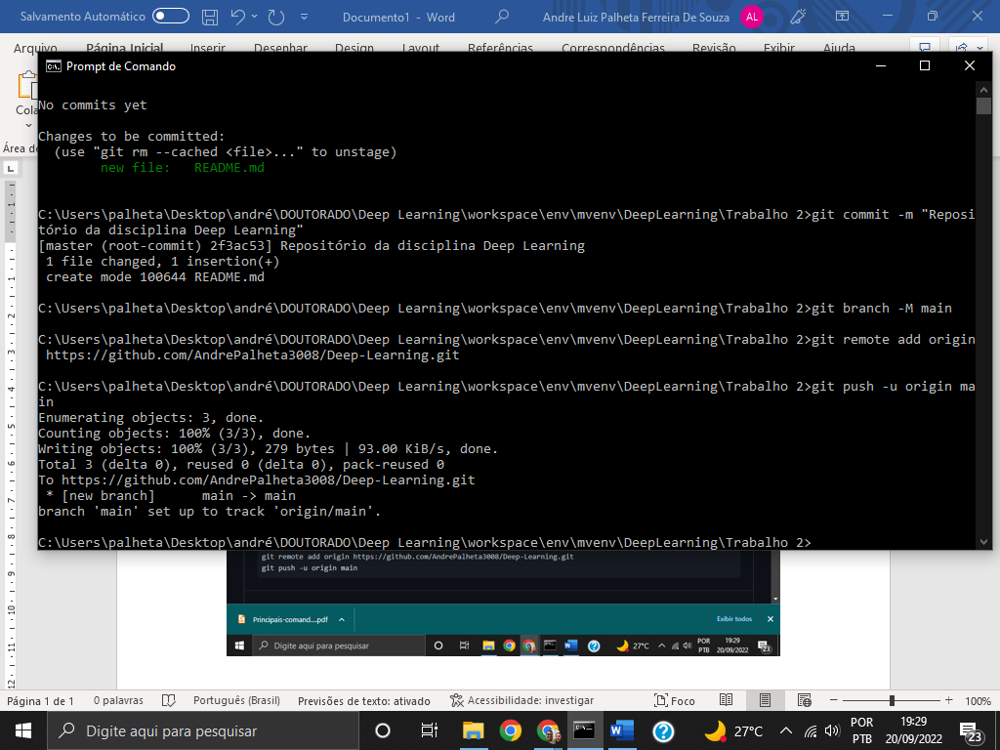 Salvamento Automático
Documento1 - Word
Andre Luiz Palheta Ferreira De Souza
AL
Arquivo Página Inicial Inserir Desenhar Design Layout Referências Correspondências Revisão Exibir Ajuda
Prompt de Comando
No commits yet
Changes to be committed:
(use "git rm --cached <file>..." to unstage)
new file: README.md
C:\Users\palheta\Desktop\andré\DOUTORADO\Deep Learning\workspace\env\mvenv\DeepLearning\Trabalho 2>git commit -m "Reposi
tório da disciplina Deep Learning"
[master (root-commit) 2f3ac53] Repositório da disciplina Deep Learning
1 file changed, 1 insertion(+)
create mode 100644 README.md
C:\Users\palheta\Desktop\andré\DOUTORADO\Deep Learning\workspace\env\mvenv\DeepLearning\Trabalho 2>git branch -M main
C:\Users\palheta\Desktop\andré\DOUTORADO\Deep Learning\workspace\env\mvenv\DeepLearning\Trabalho 2>git remote add origin
https://github.com/AndrePalheta3008/Deep-Learning.git
C:\Users\palheta\Desktop\andré\DOUTORADO\Deep Learning\workspace\env\mvenv\DeepLearning\Trabalho 2>git push -u origin ma
in
Enumerating objects: 3, done.
Counting objects: 100% (3/3), done.
Writing objects: 100% (3/3), 279 bytes | 93.00 KiB/s, done.
Total 3 (delta 0), reused 0 (delta 0), pack-reused 0
To https://github.com/AndrePalheta3008/Deep-Learning.git
* [new branch] main -> main
branch 'main' set up to track 'origin/main'.
C:\Users\palheta\Desktop\andré\DOUTORADO\Deep Learning\workspace\env\mvenv\DeepLearning\Trabalho 2>
git remote add origin https://github.com/AndrePalheta3008/Deep-Learning.git
git push -u origin main
Principais-comand....pdf
Exibir todos
Digite aqui para pesquisar
27°C
POR
PTB
19:29
20/09/2022
23
Página 1 de 1 0 palavras Português (Brasil) Previsões de texto: ativado Acessibilidade: investigar Foco 100%
Digite aqui para pesquisar
27°C
POR
PTB
19:29
20/09/2022
23